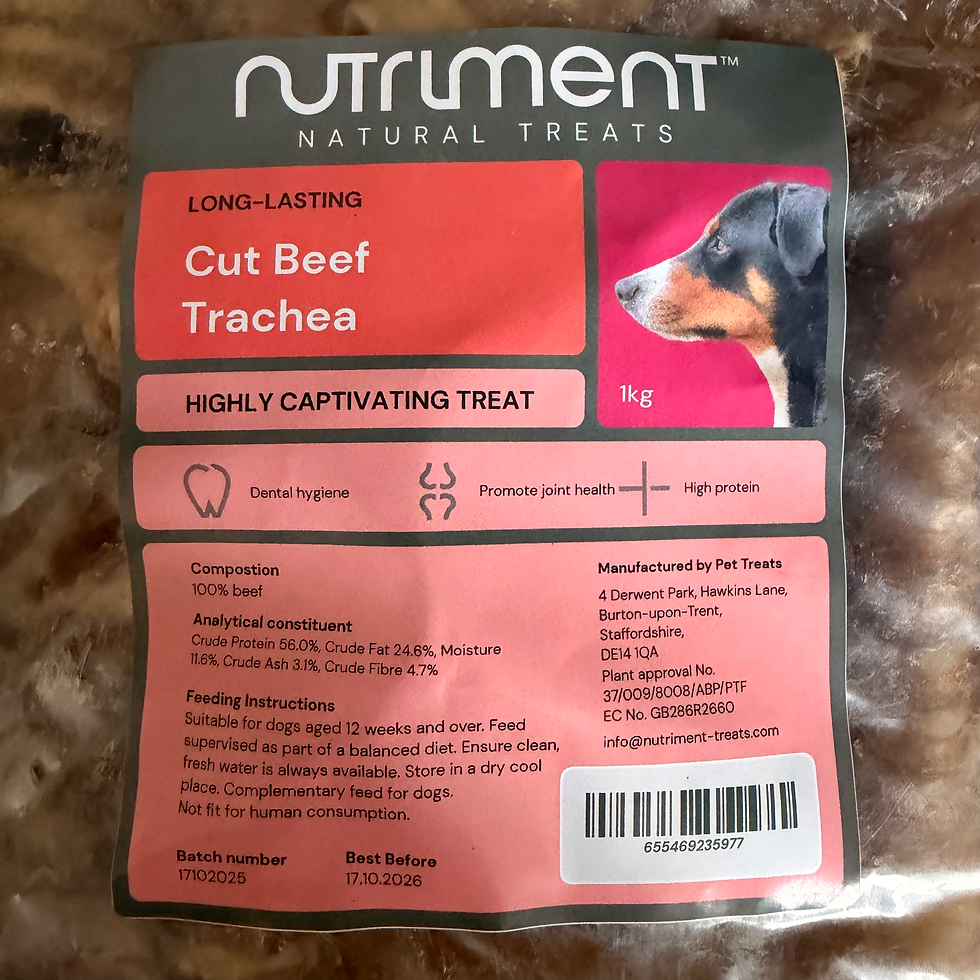 nutriment™
NATURAL TREATS
LONG-LASTING
Cut Beef
Trachea
HIGHLY CAPTIVATING TREAT
1kg
Dental hygiene
Promote joint health
High protein
Compostion
100% beef
Analytical constituent
Crude Protein 56.0%, Crude Fat 24.6%, Moisture
11.6%, Crude Ash 3.1%, Crude Fibre 4.7%
Feeding Instructions
Suitable for dogs aged 12 weeks and over. Feed
supervised as part of a balanced diet. Ensure clean,
fresh water is always available. Store in a dry cool
place. Complementary feed for dogs.
Not fit for human consumption.
Batch number
17102025
Best Before
17.10.2026
Manufactured by Pet Treats
4 Derwent Park, Hawkins Lane,
Burton-upon-Trent,
Staffordshire,
DE14 1QA
Plant approval No.
37/009/8008/ABP/PTF
EC No. GB286R2660
info@nutriment-treats.com
655469235977